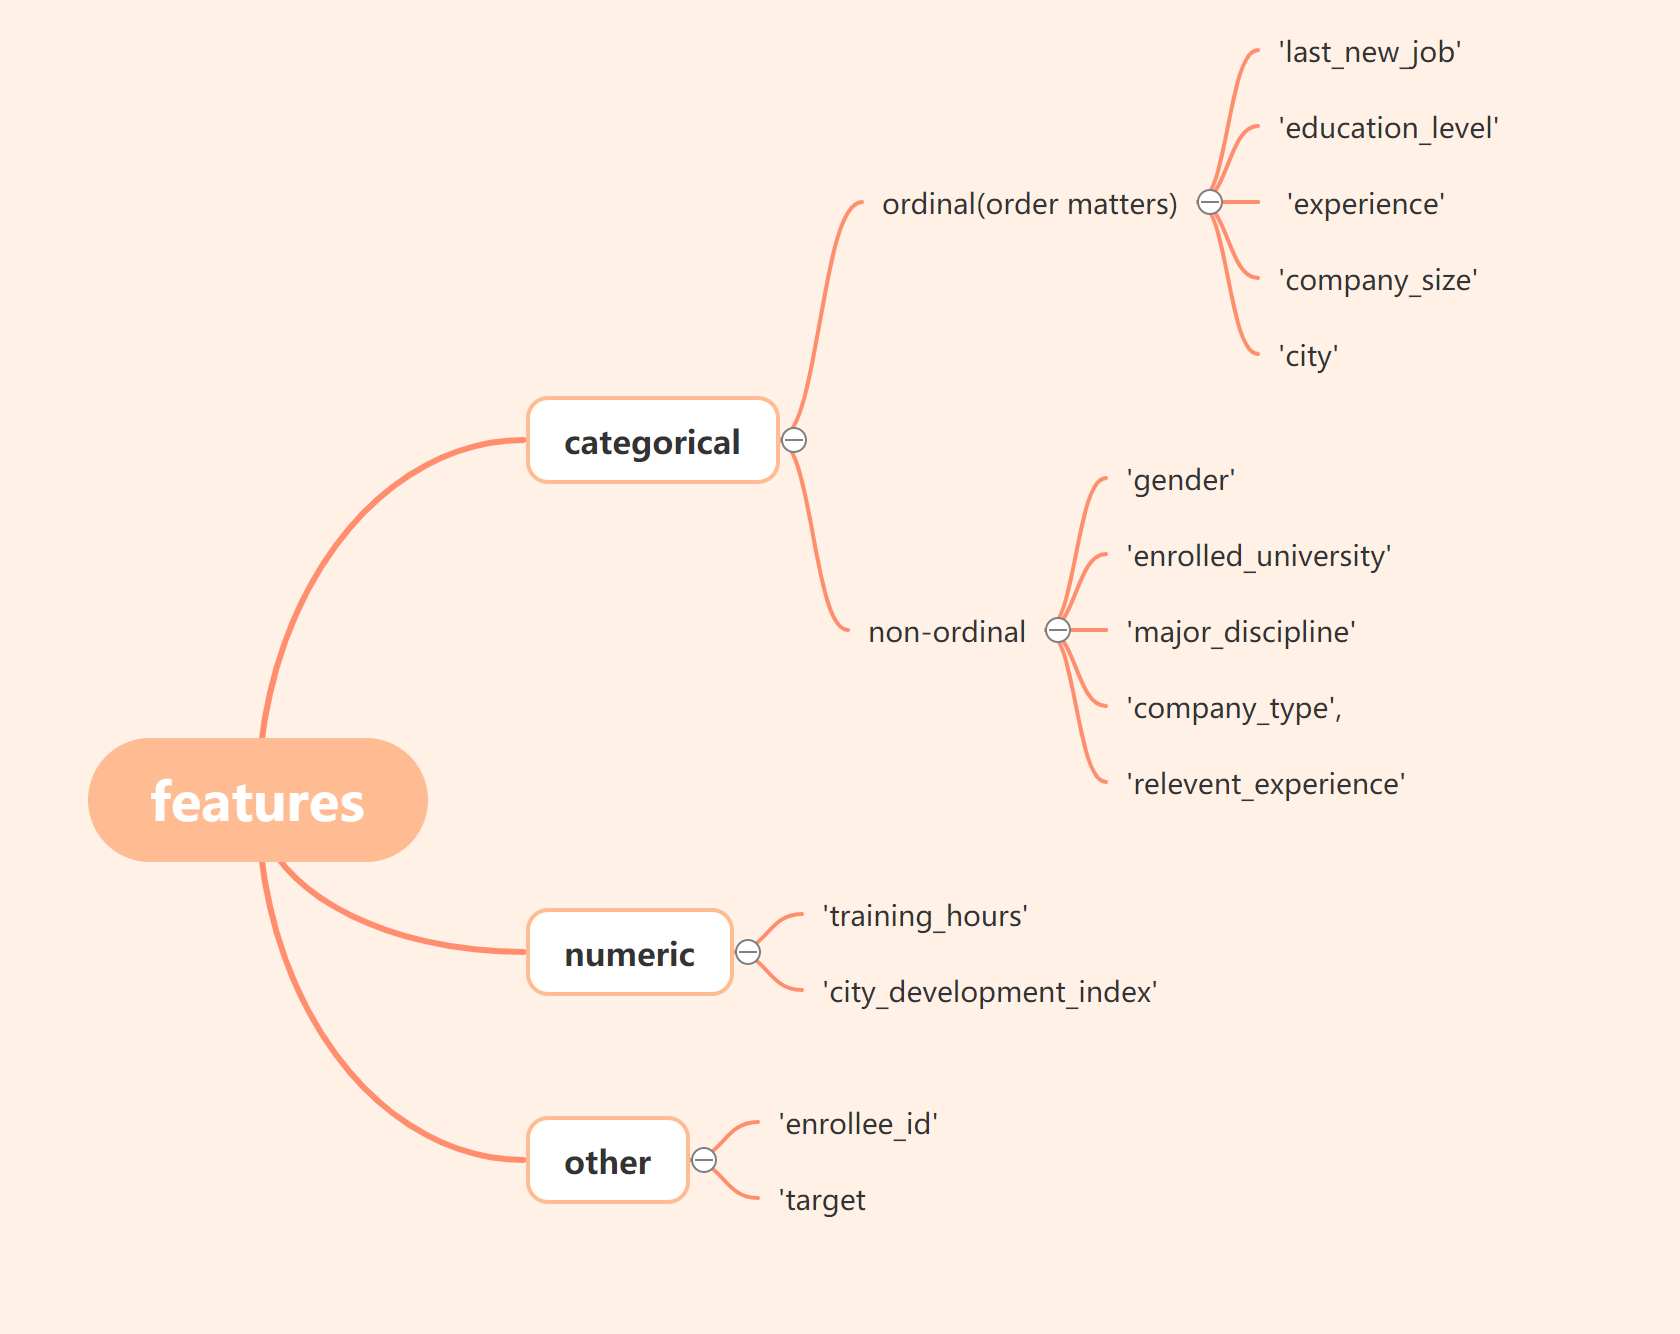 features
categorical
ordinal(order matters)
'last_new_job'
'education_level'
'experience'
'company_size'
'city'
non-ordinal
'gender'
'enrolled_university'
'major_discipline'
'company_type',
'relevent_experience'
numeric
'training_hours'
'city_development_index'
other
'enrollee_id'
'target